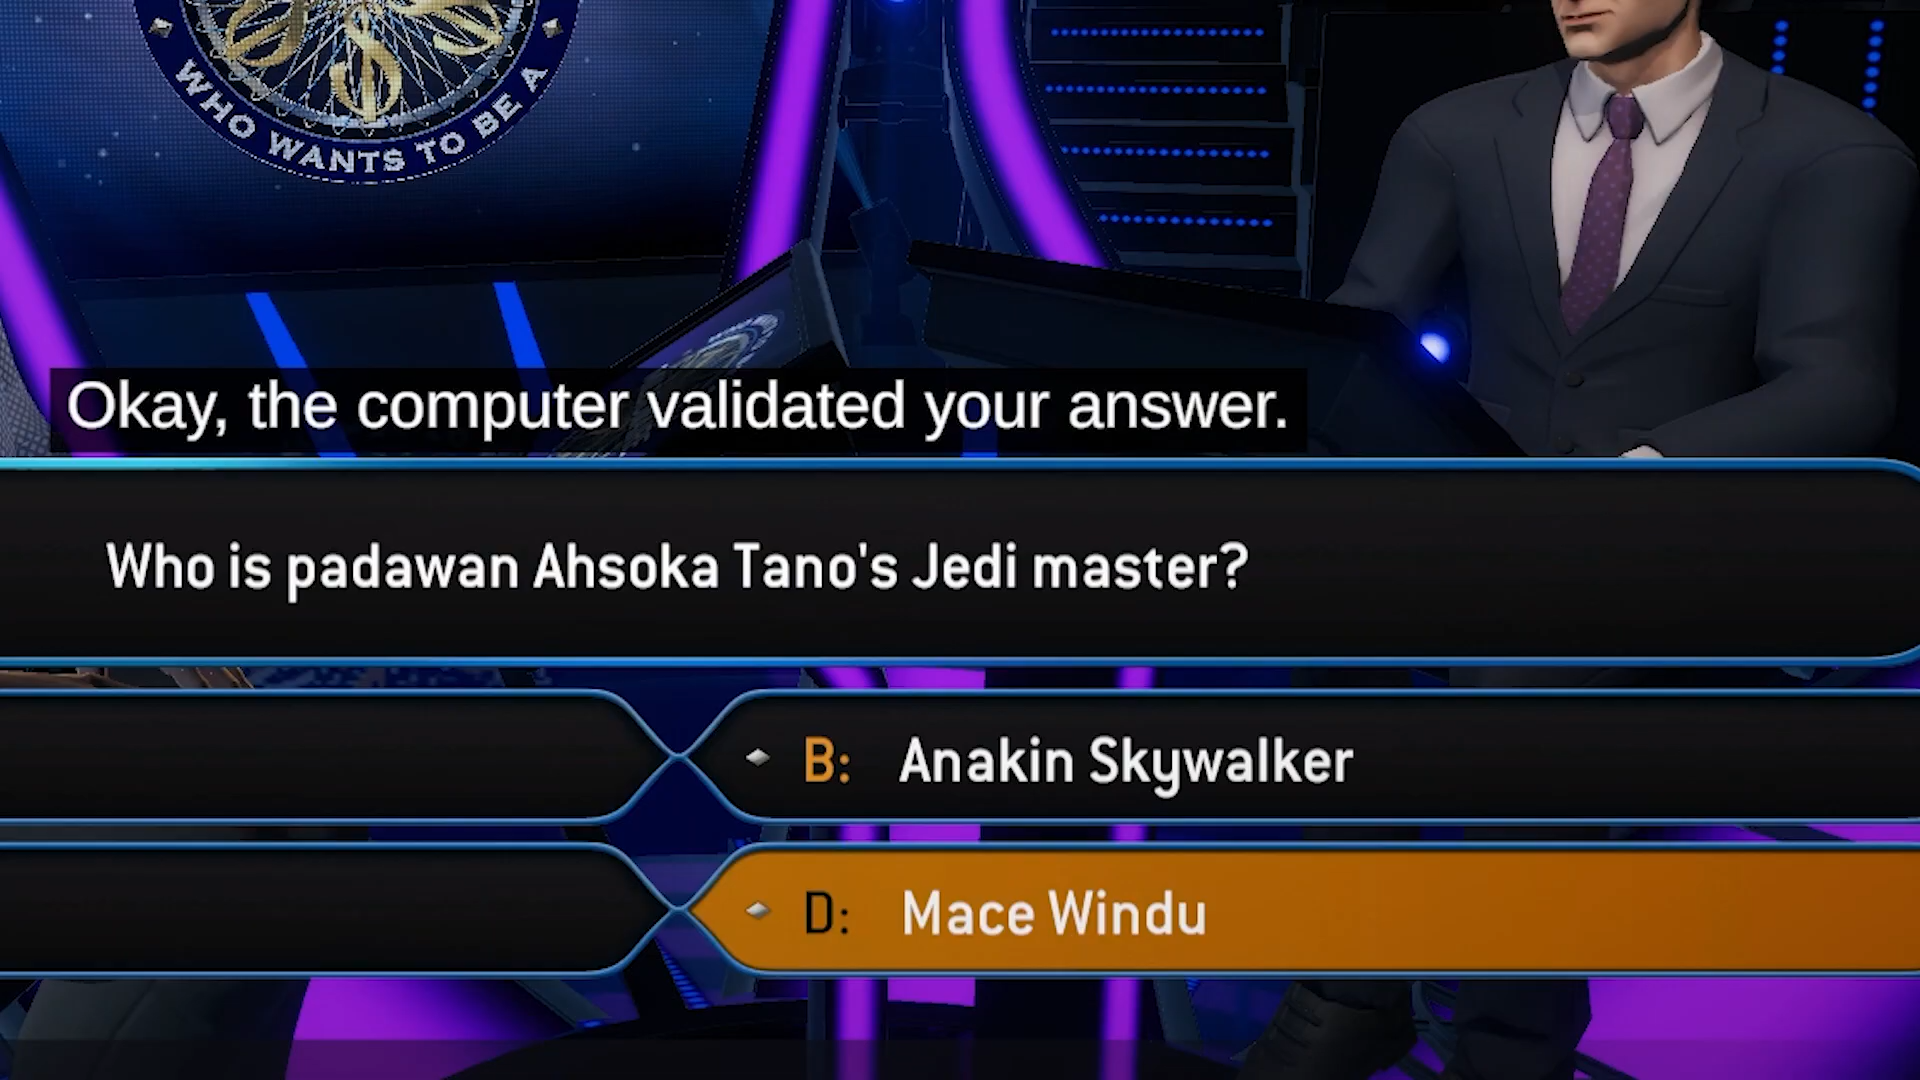 WHO WANTS TO BE A
Okay, the computer validated your answer.
Who is padawan Ahsoka Tano's Jedi master?
B: Anakin Skywalker
D: Mace Windu